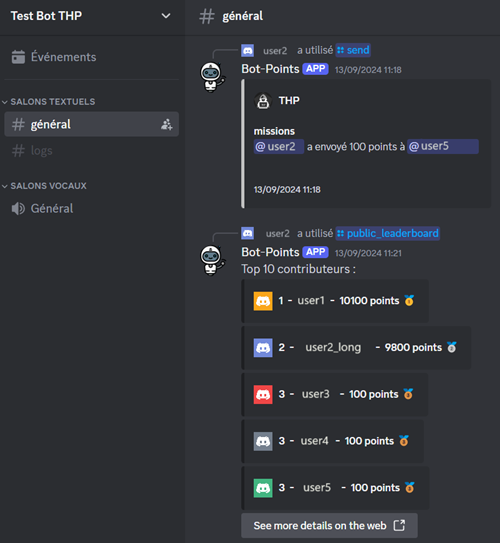 Test Bot THP
Événements
SALONS TEXTUELS
général
logs
SALONS VOCAUX
Général
général
user2 a utilisé send
Bot-Points APP 13/09/2024 11:18
THP
missions
@user2 a envoyé 100 points à @user5
13/09/2024 11:18
user2 a utilisé public_leaderboard
Bot-Points APP 13/09/2024 11:21
Top 10 contributeurs :
1 - user1 - 10100 points 🥇
2 - user2_long - 9800 points 🥈
3 - user3 - 100 points 🥉
3 - user4 - 100 points 🥉
3 - user5 - 100 points 🥉
See more details on the web